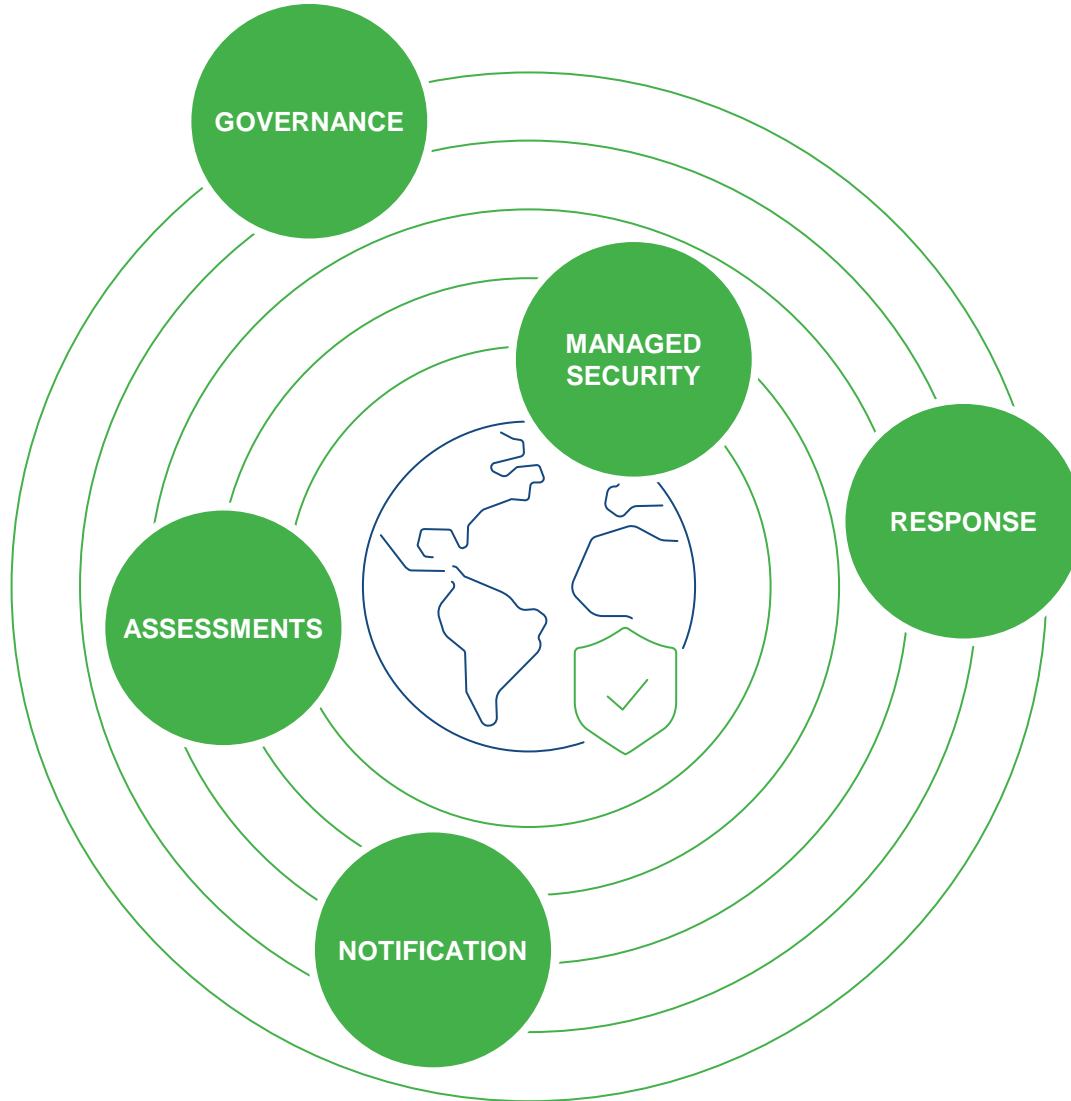 GOVERNANCE
MANAGED
SECURITY
RESPONSE
ASSESSMENTS
NOTIFICATION